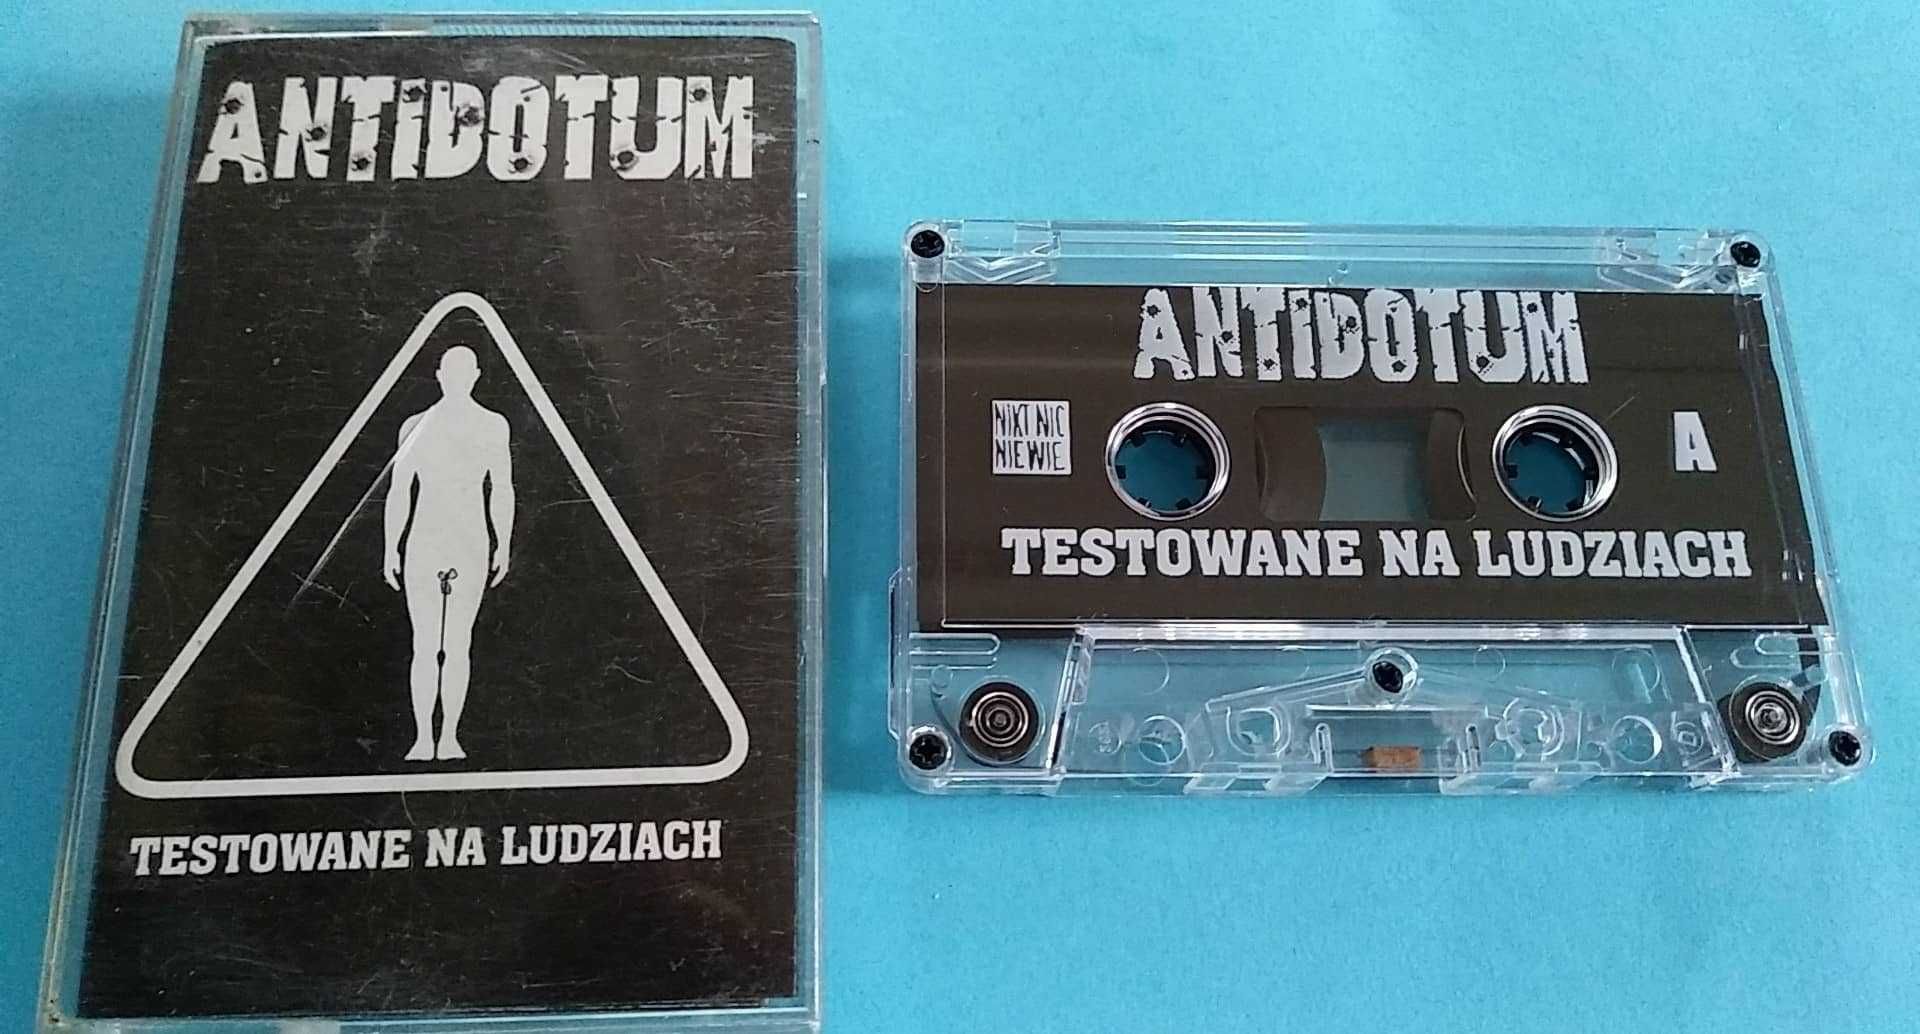 ANTIDOTUM
TESTOWANE NA LUDZIACH
ANTIDOTUM
NIKT NIC
NIE WIE
A
TESTOWANE NA LUDZIACH